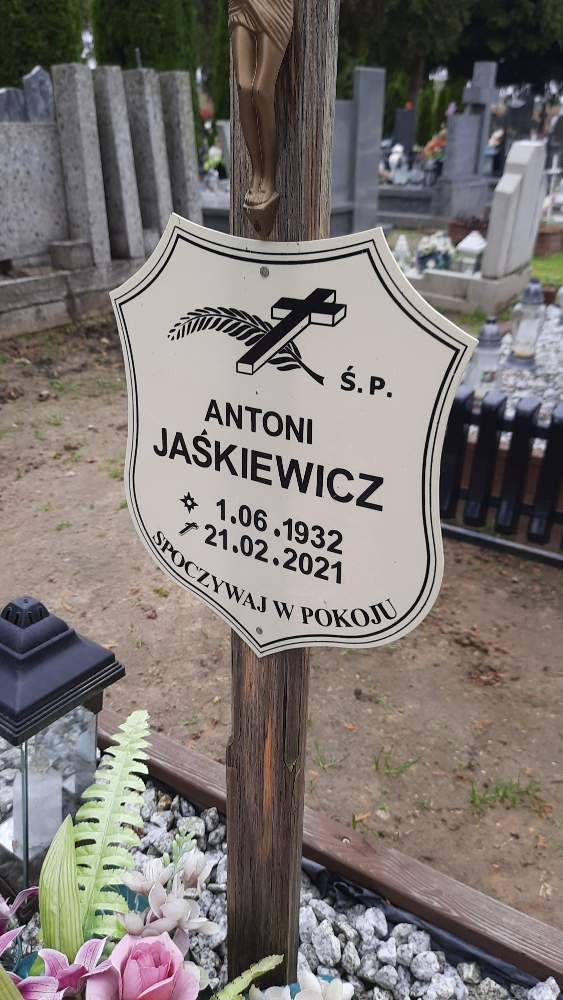 Ś.P.
ANTONI
JAŚKIEWICZ
1.06.1932
21.02.2021
SPOCZYWAJ W POKOJU